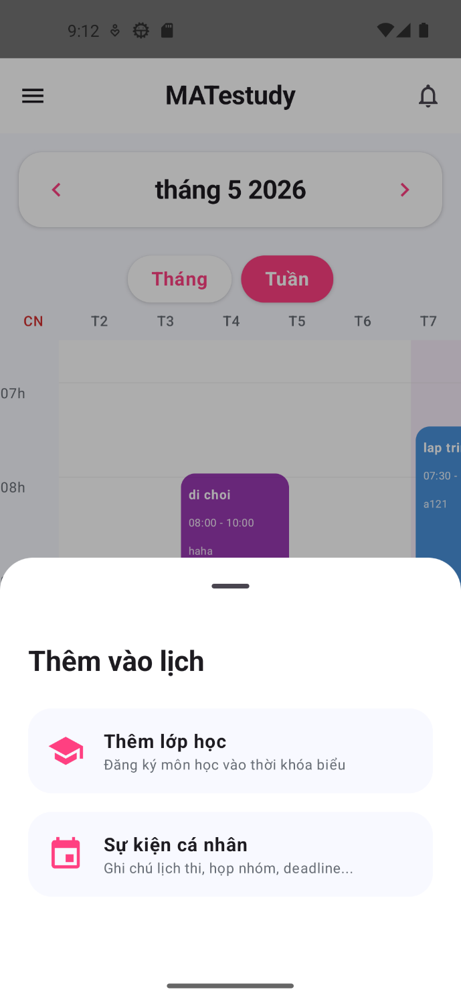 9:12
MATestudy
tháng 5 2026
Tháng Tuần
CN T2 T3 T4 T5 T6 T7
07h
lap tri
07:30 -
a121
08h
di choi
08:00 - 10:00
haha
Thêm vào lịch
Thêm lớp học
Đăng ký môn học vào thời khóa biểu
Sự kiện cá nhân
Ghi chú lịch thi, họp nhóm, deadline...